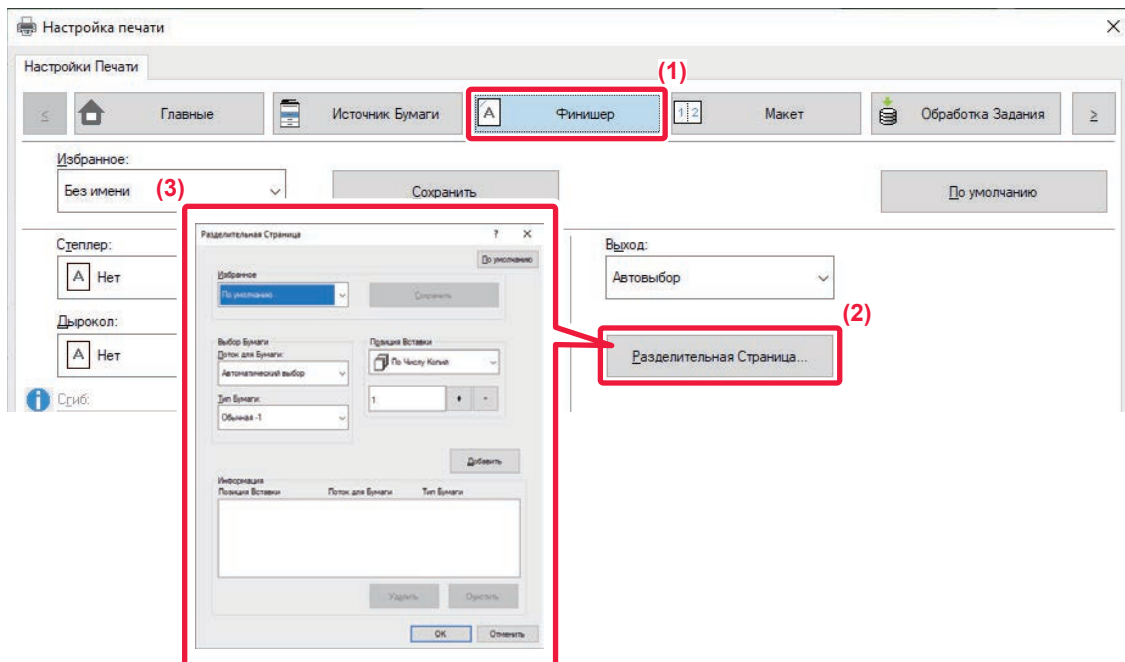 Настройка печати
Настройки Печати
(1)
≤
Главные
Источник Бумаги
A
Финишер
1 2
Макет
Обработка Задания
≥
Избранное:
Без имени
(3)
Сохранить
По умолчанию
Степлер:
A Нет
Дырокол:
A Нет
Сгиб:
Разделительная Страница
?
По умолчанию
Избранное
По умолчанию
Сохранить
Выбор Бумаги
Лоток для Бумаги:
Автоматический выбор
Тип Бумаги:
Обычная -1
Позиция Вставки
По Числу Копий
1
+ -
Добавить
Информация
Позиция Вставки Лоток для Бумаги Тип Бумаги
Удалить Очистить
OK Отменить
Выход:
Автовыбор
(2)
Разделительная Страница...